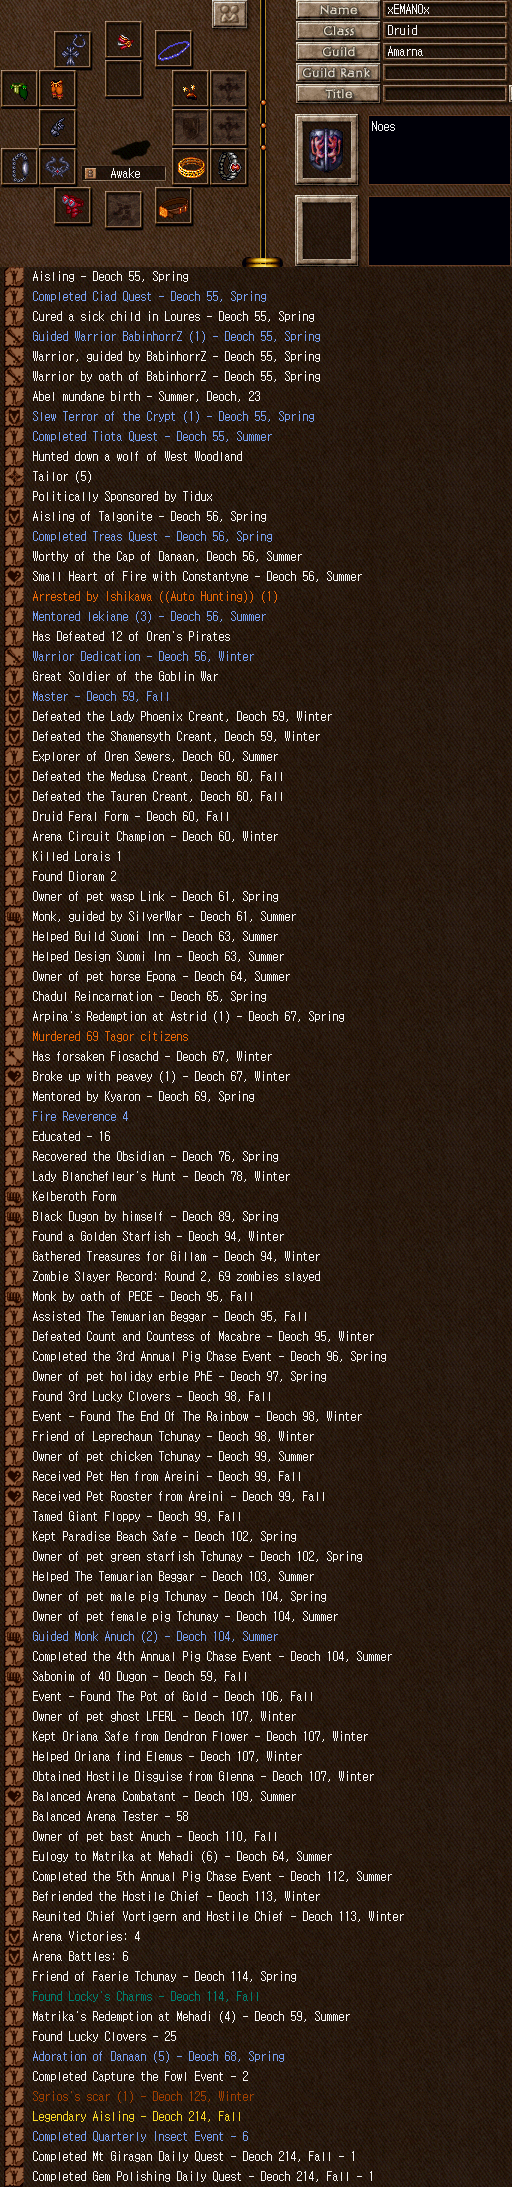 Name xEMANOx
Class Druid
Guild Amarna
Guild Rank
Title
Noes
Awake
Aisling - Deoch 55, Spring
Completed Ciad Quest - Deoch 55, Spring
Cured a sick child in Loures - Deoch 55, Spring
Guided Warrior BabinhorrZ (1) - Deoch 55, Spring
Warrior, guided by BabinhorrZ - Deoch 55, Spring
Warrior by oath of BabinhorrZ - Deoch 55, Spring
Abel mundane birth - Summer, Deoch, 23
Slew Terror of the Crypt (1) - Deoch 55, Spring
Completed Tiota Quest - Deoch 55, Summer
Hunted down a wolf of West Woodland
Tailor (5)
Politically Sponsored by Tidux
Aisling of Talgonite - Deoch 56, Spring
Completed Treas Quest - Deoch 56, Spring
Worthy of the Cap of Danaan, Deoch 56, Summer
Small Heart of Fire with Constantyne - Deoch 56, Summer
Arrested by Ishikawa ((Auto Hunting)) (1)
Mentored lekiane (3) - Deoch 56, Summer
Has Defeated 12 of Oren's Pirates
Warrior Dedication - Deoch 56, Winter
Great Soldier of the Goblin War
Master - Deoch 59, Fall
Defeated the Lady Phoenix Creant, Deoch 59, Winter
Defeated the Shamensyth Creant, Deoch 59, Winter
Explorer of Oren Sewers, Deoch 60, Summer
Defeated the Medusa Creant, Deoch 60, Fall
Defeated the Tauren Creant, Deoch 60, Fall
Druid Feral Form - Deoch 60, Fall
Arena Circuit Champion - Deoch 60, Winter
Killed Lorais 1
Found Dioram 2
Owner of pet wasp Link - Deoch 61, Spring
Monk, guided by SilverWar - Deoch 61, Summer
Helped Build Suomi Inn - Deoch 63, Summer
Helped Design Suomi Inn - Deoch 63, Summer
Owner of pet horse Epona - Deoch 64, Summer
Chadul Reincarnation - Deoch 65, Spring
Arpina's Redemption at Astrid (1) - Deoch 67, Spring
Murdered 69 Tagor citizens
Has forsaken Fiosachd - Deoch 67, Winter
Broke up with peavey (1) - Deoch 67, Winter
Mentored by Kyaron - Deoch 69, Spring
Fire Reverence 4
Educated - 16
Recovered the Obsidian - Deoch 76, Spring
Lady Blanchefleur's Hunt - Deoch 78, Winter
Kelberoth Form
Black Dugon by himself - Deoch 89, Spring
Found a Golden Starfish - Deoch 94, Winter
Gathered Treasures for Gillam - Deoch 94, Winter
Zombie Slayer Record: Round 2, 69 zombies slayed
Monk by oath of PECE - Deoch 95, Fall
Assisted The Temuarian Beggar - Deoch 95, Fall
Defeated Count and Countess of Macabre - Deoch 95, Winter
Completed the 3rd Annual Pig Chase Event - Deoch 96, Spring
Owner of pet holiday erbie PhE - Deoch 97, Spring
Found 3rd Lucky Clovers - Deoch 98, Fall
Event - Found The End Of The Rainbow - Deoch 98, Winter
Friend of Leprechaun Tchunay - Deoch 98, Winter
Owner of pet chicken Tchunay - Deoch 99, Summer
Received Pet Hen from Areini - Deoch 99, Fall
Received Pet Rooster from Areini - Deoch 99, Fall
Tamed Giant Floppy - Deoch 99, Fall
Kept Paradise Beach Safe - Deoch 102, Spring
Owner of pet green starfish Tchunay - Deoch 102, Spring
Helped The Temuarian Beggar - Deoch 103, Summer
Owner of pet male pig Tchunay - Deoch 104, Spring
Owner of pet female pig Tchunay - Deoch 104, Summer
Guided Monk Anuch (2) - Deoch 104, Summer
Completed the 4th Annual Pig Chase Event - Deoch 104, Summer
Sabonim of 40 Dugon - Deoch 59, Fall
Event - Found The Pot of Gold - Deoch 106, Fall
Owner of pet ghost LFERL - Deoch 107, Winter
Kept Oriana Safe from Dendron Flower - Deoch 107, Winter
Helped Oriana find Elemus - Deoch 107, Winter
Obtained Hostile Disguise from Glenna - Deoch 107, Winter
Balanced Arena Combatant - Deoch 109, Summer
Balanced Arena Tester - 58
Owner of pet bast Anuch - Deoch 110, Fall
Eulogy to Matrika at Mehadi (6) - Deoch 64, Summer
Completed the 5th Annual Pig Chase Event - Deoch 112, Summer
Befriended the Hostile Chief - Deoch 113, Winter
Reunited Chief Vortigern and Hostile Chief - Deoch 113, Winter
Arena Victories: 4
Arena Battles: 6
Friend of Faerie Tchunay - Deoch 114, Spring
Found Locky's Charms - Deoch 114, Fall
Matrika's Redemption at Mehadi (4) - Deoch 59, Summer
Found Lucky Clovers - 25
Adoration of Danaan (5) - Deoch 68, Spring
Completed Capture the Fowl Event - 2
Sgrios's scar (1) - Deoch 125, Winter
Legendary Aisling - Deoch 214, Fall
Completed Quarterly Insect Event - 6
Completed Mt Giragan Daily Quest - Deoch 214, Fall - 1
Completed Gem Polishing Daily Quest - Deoch 214, Fall - 1